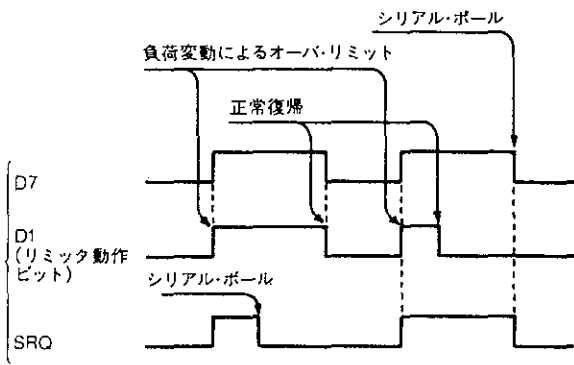 シリアル・ポール
負荷変動によるオーバ・リミット
正常復帰
D7
D1
(リミッタ動作
ビット)
シリアル・ポール
SRQ